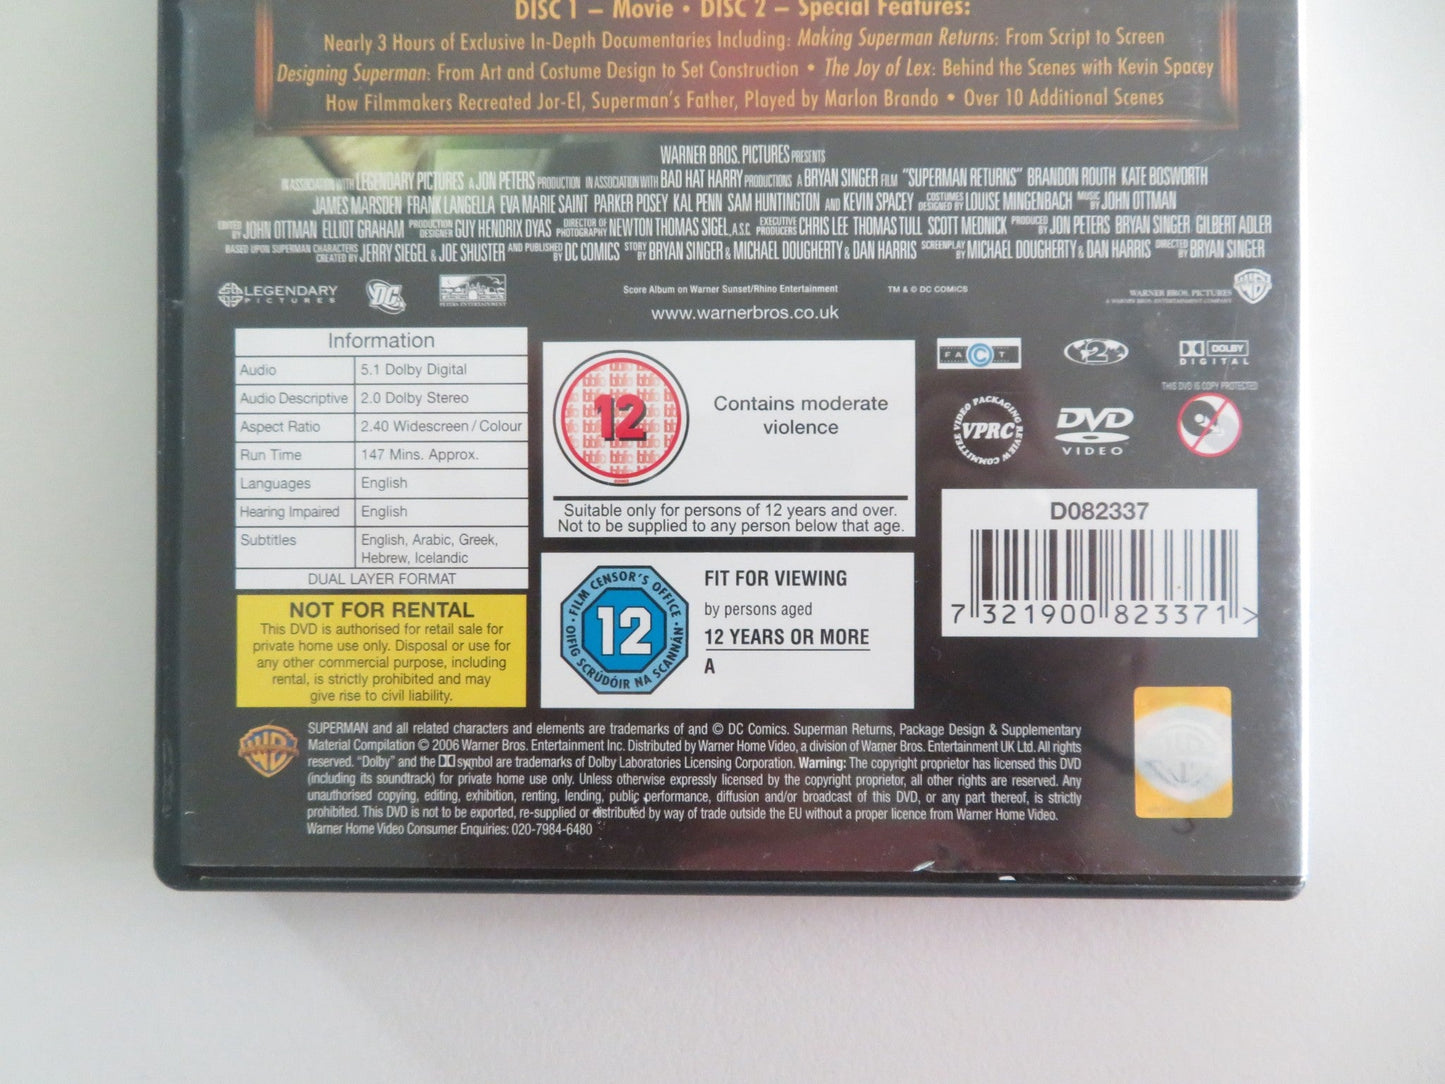 DISC 1 – Movie • DISC 2 – Special Features:
Nearly 3 Hours of Exclusive In-Depth Documentaries Including: Making Superman Returns: From Script to Screen
Designing Superman: From Art and Costume Design to Set Construction • The Joy of Lex: Behind the Scenes with Kevin Spacey
How Filmmakers Recreated Jor-El, Superman's Father, Played by Marlon Brando • Over 10 Additional Scenes
WARNER BROS. PICTURES PRESENTS
IN ASSOCIATION WITH LEGENDARY PICTURES A JON PETERS PRODUCTION IN ASSOCIATION WITH BAD HAT HARRY PRODUCTIONS A BRYAN SINGER FILM "SUPERMAN RETURNS" BRANDON ROUTH KATE BOSWORTH
JAMES MARSDEN FRANK LANGELLA EVA MARIE SAINT PARKER POSEY KAL PENN SAM HUNTINGTON AND KEVIN SPACEY COSTUMES DESIGNED BY LOUISE MINGENBACH MUSIC BY JOHN OTTMAN
EDITED BY JOHN OTTMAN ELLIOT GRAHAM PRODUCTION DESIGNER GUY HENDRIX DYAS DIRECTOR OF PHOTOGRAPHY NEWTON THOMAS SIGEL, A.S.C. EXECUTIVE PRODUCERS CHRIS LEE THOMAS TULL SCOTT MEDNICK PRODUCED BY JON PETERS BRYAN SINGER GILBERT ADLER
BASED UPON SUPERMAN CHARACTERS CREATED BY JERRY SIEGEL & JOE SHUSTER AND PUBLISHED BY DC COMICS STORY BY BRYAN SINGER & MICHAEL DOUGHERTY & DAN HARRIS SCREENPLAY BY MICHAEL DOUGHERTY & DAN HARRIS DIRECTED BY BRYAN SINGER
LEGENDARY
PICTURES
DC
PETERS ENTERTAINMENT
Score Album on Warner Sunset/Rhino Entertainment
TM & © DC COMICS
WARNER BROS. PICTURES
A WARNER BROS. ENTERTAINMENT COMPANY
WB
www.warnerbros.co.uk
Information
Audio 5.1 Dolby Digital
Audio Descriptive 2.0 Dolby Stereo
Aspect Ratio 2.40 Widescreen / Colour
Run Time 147 Mins. Approx.
Languages English
Hearing Impaired English
Subtitles English, Arabic, Greek,
Hebrew, Icelandic
DUAL LAYER FORMAT
NOT FOR RENTAL
This DVD is authorised for retail sale for
private home use only. Disposal or use for
any other commercial purpose, including
rental, is strictly prohibited and may
give rise to civil liability.
12
bbfc
Contains moderate
violence
Suitable only for persons of 12 years and over.
Not to be supplied to any person below that age.
FILM CENSOR'S OFFICE
12
OIFIG SCRÚDÓIR NA SCANNÁN
FIT FOR VIEWING
by persons aged
12 YEARS OR MORE
A
FACT
2
DOLBY
DIGITAL
THIS DVD IS COPY PROTECTED
VIDEO PACKAGING REVIEW COMMITTEE
VPRC
DVD
VIDEO
D082337
7 321900 823371 >
WB
SUPERMAN and all related characters and elements are trademarks of and © DC Comics. Superman Returns, Package Design & Supplementary
Material Compilation © 2006 Warner Bros. Entertainment Inc. Distributed by Warner Home Video, a division of Warner Bros. Entertainment UK Ltd. All rights
reserved. "Dolby" and the symbol are trademarks of Dolby Laboratories Licensing Corporation. Warning: The copyright proprietor has licensed this DVD
(including its soundtrack) for private home use only. Unless otherwise expressly licensed by the copyright proprietor, all other rights are reserved. Any
unauthorised copying, editing, exhibition, renting, lending, public performance, diffusion and/or broadcast of this DVD, or any part thereof, is strictly
prohibited. This DVD is not to be exported, re-supplied or distributed by way of trade outside the EU without a proper licence from Warner Home Video.
Warner Home Video Consumer Enquiries: 020-7984-6480